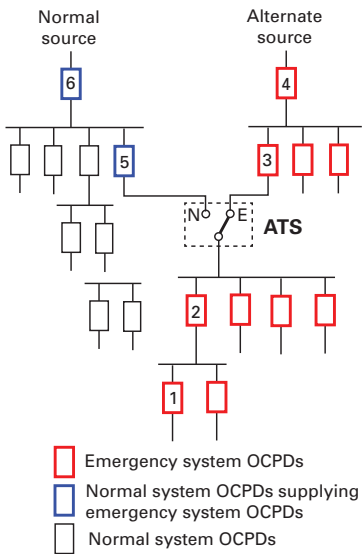 Normal
source
Alternate
source
6
4
5
3
N
E
ATS
2
1
Emergency system OCPDs
Normal system OCPDs supplying
emergency system OCPDs
Normal system OCPDs